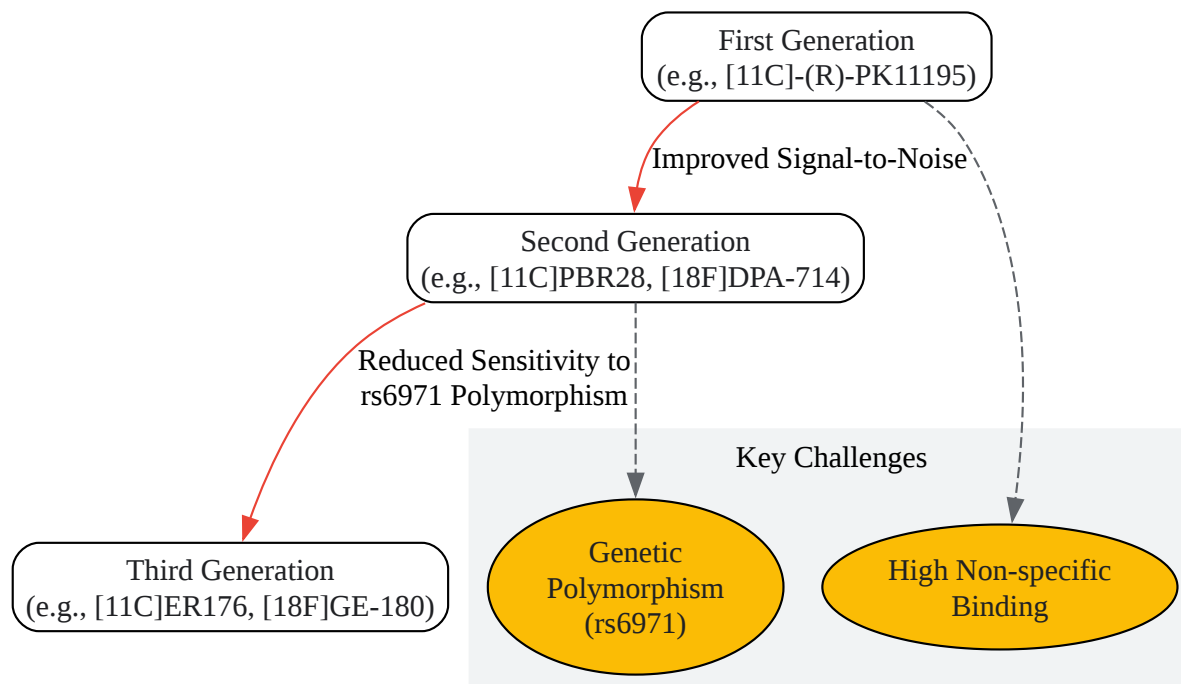 First Generation
(e.g., [11C]-(R)-PK11195)
Improved Signal-to-Noise
Second Generation
(e.g., [11C]PBR28, [18F]DPA-714)
Reduced Sensitivity to
rs6971 Polymorphism
Key Challenges
Third Generation
(e.g., [11C]ER176, [18F]GE-180)
Genetic
Polymorphism
(rs6971)
High Non-specific
Binding